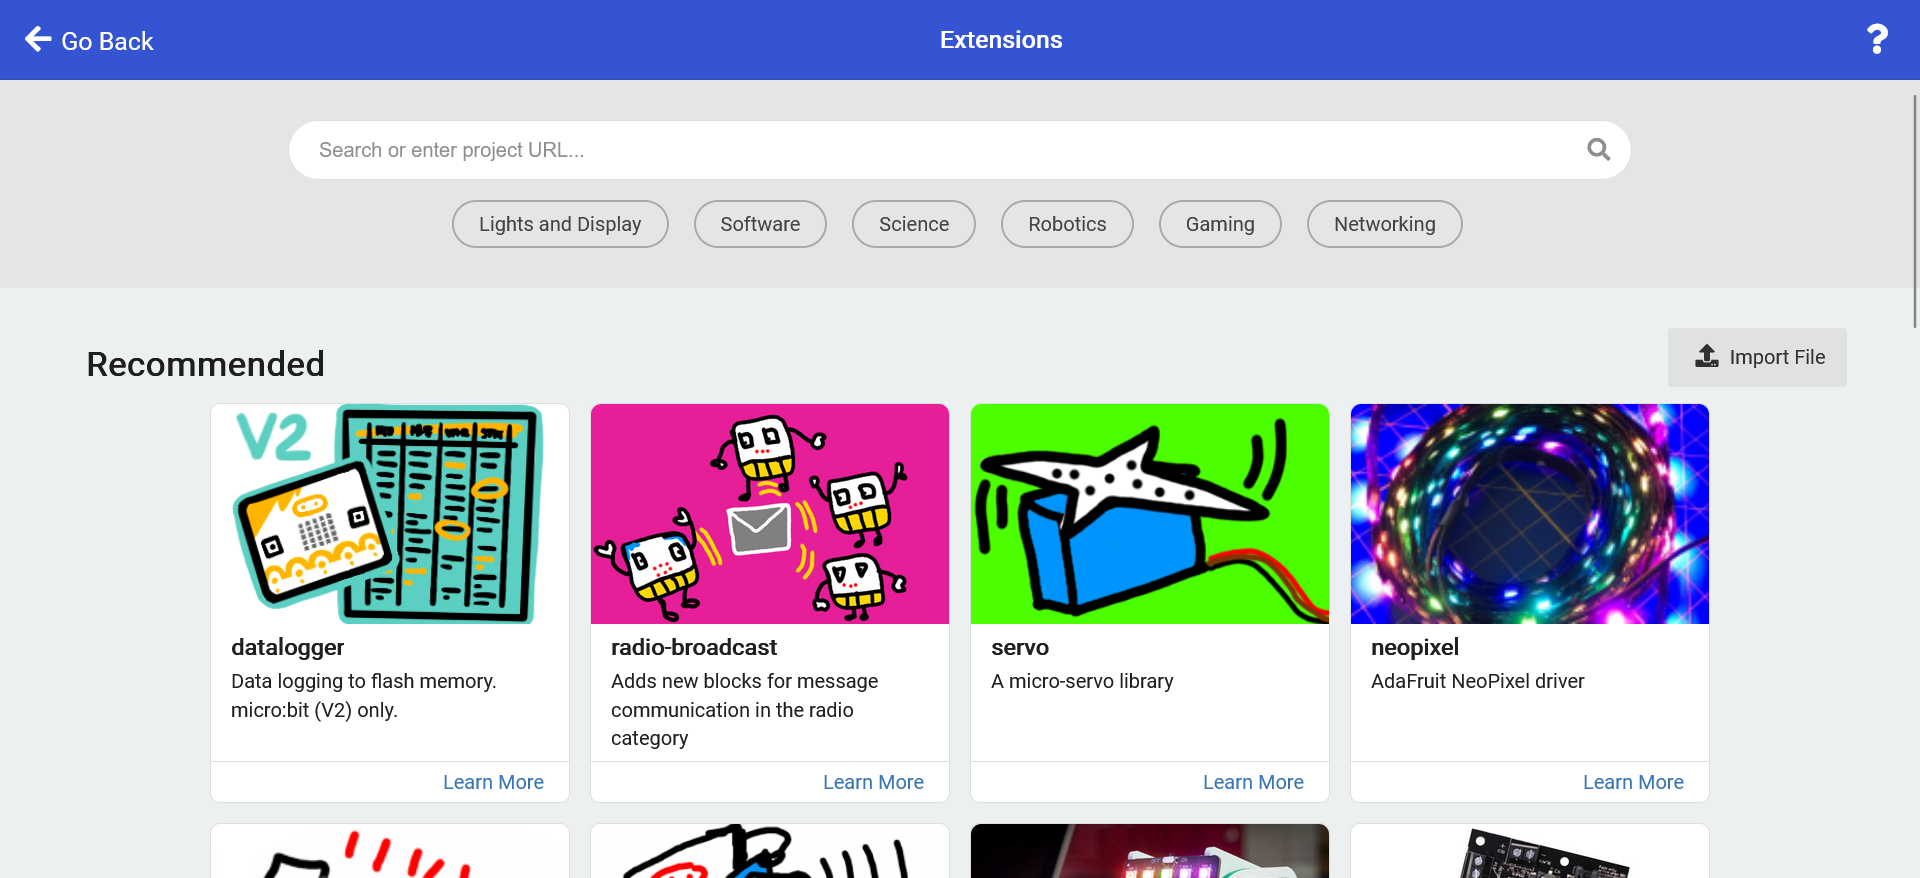 Go Back
Extensions
?
Search or enter project URL...
Lights and Display
Software
Science
Robotics
Gaming
Networking
Recommended
Import File
V2
datalogger
Data logging to flash memory.
micro:bit (V2) only.
Learn More
radio-broadcast
Adds new blocks for message
communication in the radio
category
Learn More
servo
A micro-servo library
Learn More
neopixel
AdaFruit NeoPixel driver
Learn More